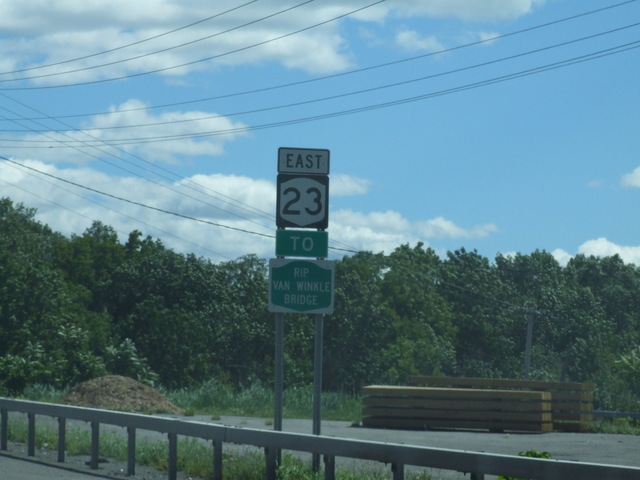 EAST
23
TO
RIP
VAN WINKLE
BRIDGE